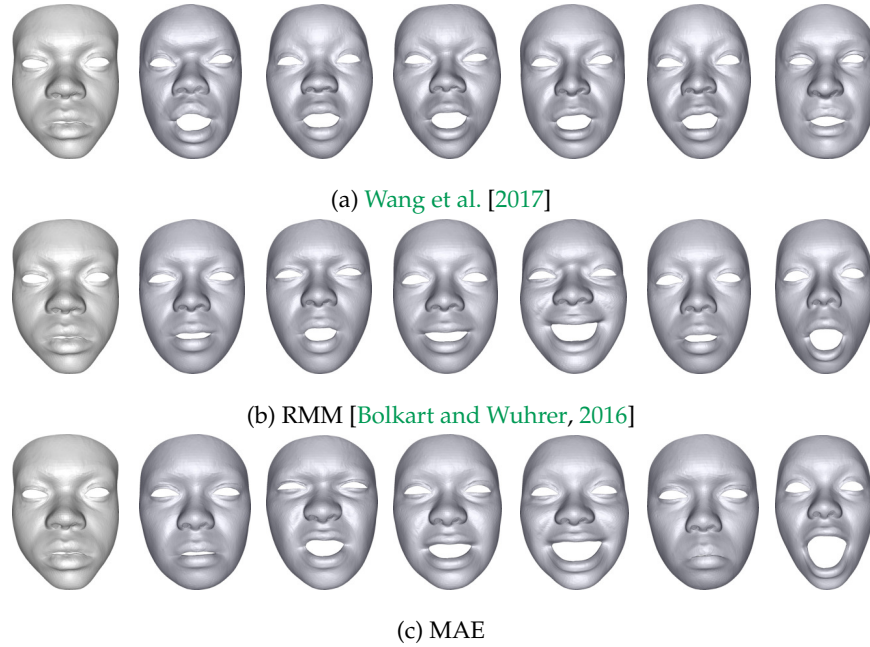 (a) Wang et al. [2017]
(b) RMM [Bolkart and Wuhrer, 2016]
(c) MAE